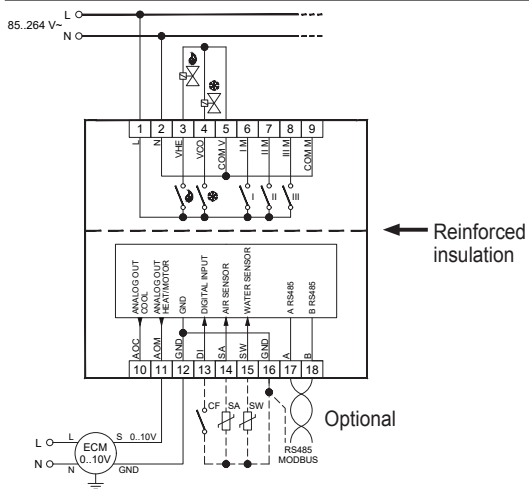 L
85..264 V~
N
1 2 3 4 5 6 7 8 9
L
N
VHE
VCO
COM V
I M
II M
III M
COM M
I
II
III
Reinforced
insulation
ANALOG OUT
COOL
ANALOG OUT
HEAT/MOTOR
GND
DIGITAL INPUT
AIR SENSOR
WATER SENSOR
A RS485
B RS485
AOC
AOM
GND
DI
SA
SW
GND
A
B
10 11 12 13 14 15 16 17 18
CF SA SW
Optional
L L S 0..10V
ECM
0..10V
N N GND
RS485
MODBUS